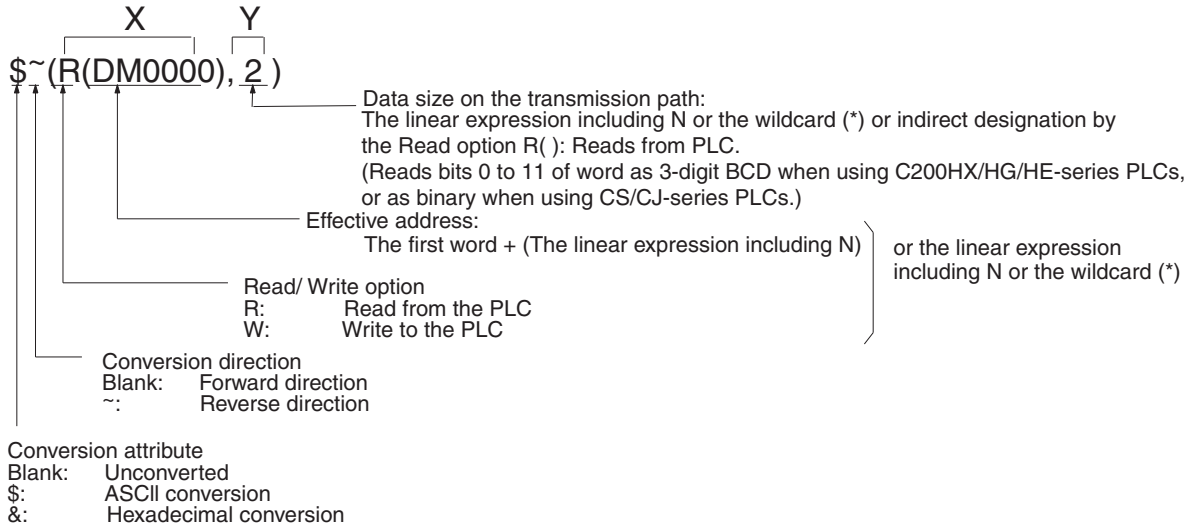 X Y
$~(R(DM0000), 2 )
Data size on the transmission path:
The linear expression including N or the wildcard (*) or indirect designation by
the Read option R( ): Reads from PLC.
(Reads bits 0 to 11 of word as 3-digit BCD when using C200HX/HG/HE-series PLCs,
or as binary when using CS/CJ-series PLCs.)
Effective address:
The first word + (The linear expression including N)
or the linear expression
including N or the wildcard (*)
Read/ Write option
R: Read from the PLC
W: Write to the PLC
Conversion direction
Blank: Forward direction
~: Reverse direction
Conversion attribute
Blank: Unconverted
$: ASCll conversion
&: Hexadecimal conversion